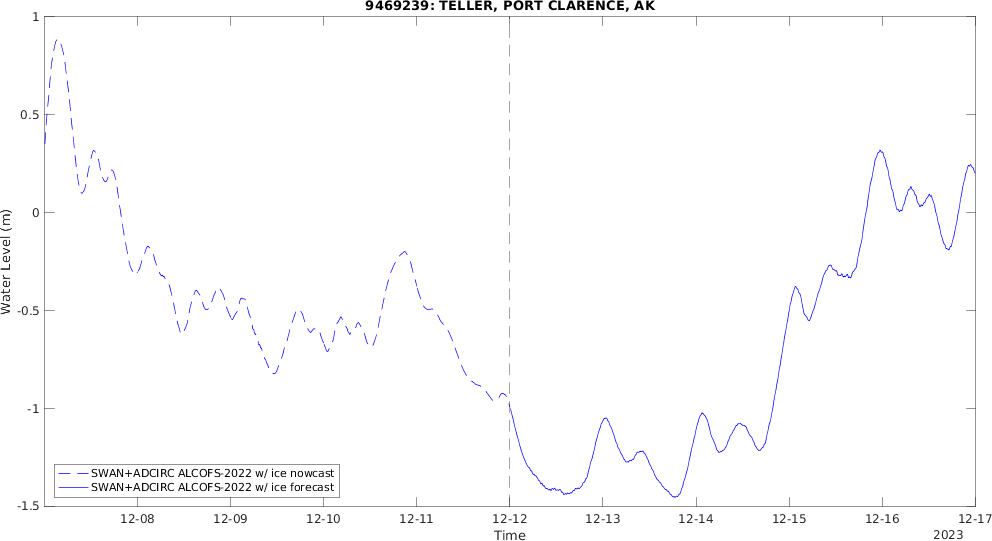 9469239: TELLER, PORT CLARENCE, AK
1
0.5
0
-0.5
-1
-1.5
Water Level (m)
SWAN+ADCIRC ALCOFS-2022 w/ ice nowcast
SWAN+ADCIRC ALCOFS-2022 w/ ice forecast
12-08 12-09 12-10 12-11 12-12 12-13 12-14 12-15 12-16 12-17
Time
2023